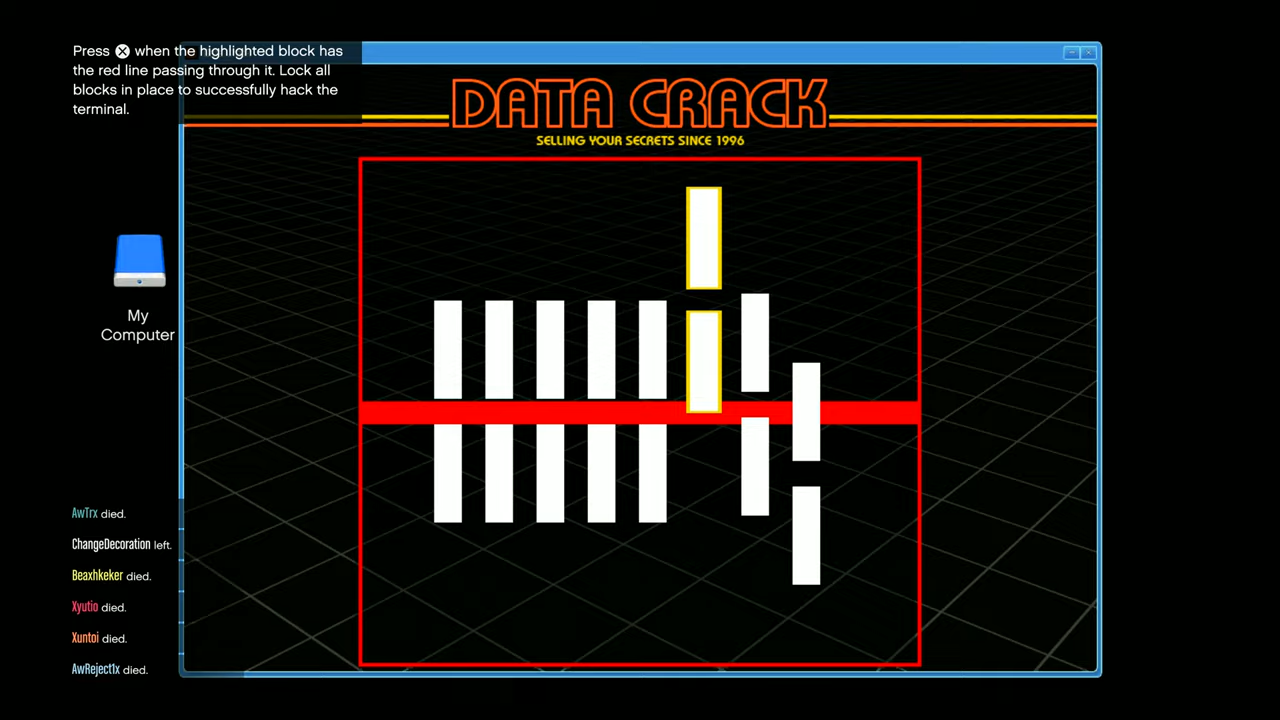 Press ⓧ when the highlighted block has
the red line passing through it. Lock all
blocks in place to successfully hack the
terminal.
DATA CRACK
SELLING YOUR SECRETS SINCE 1996
My
Computer
AwTrx died.
ChangeDecoration left.
Beaxhkeker died.
Xyutio died.
Xuntoi died.
AwReject1x died.